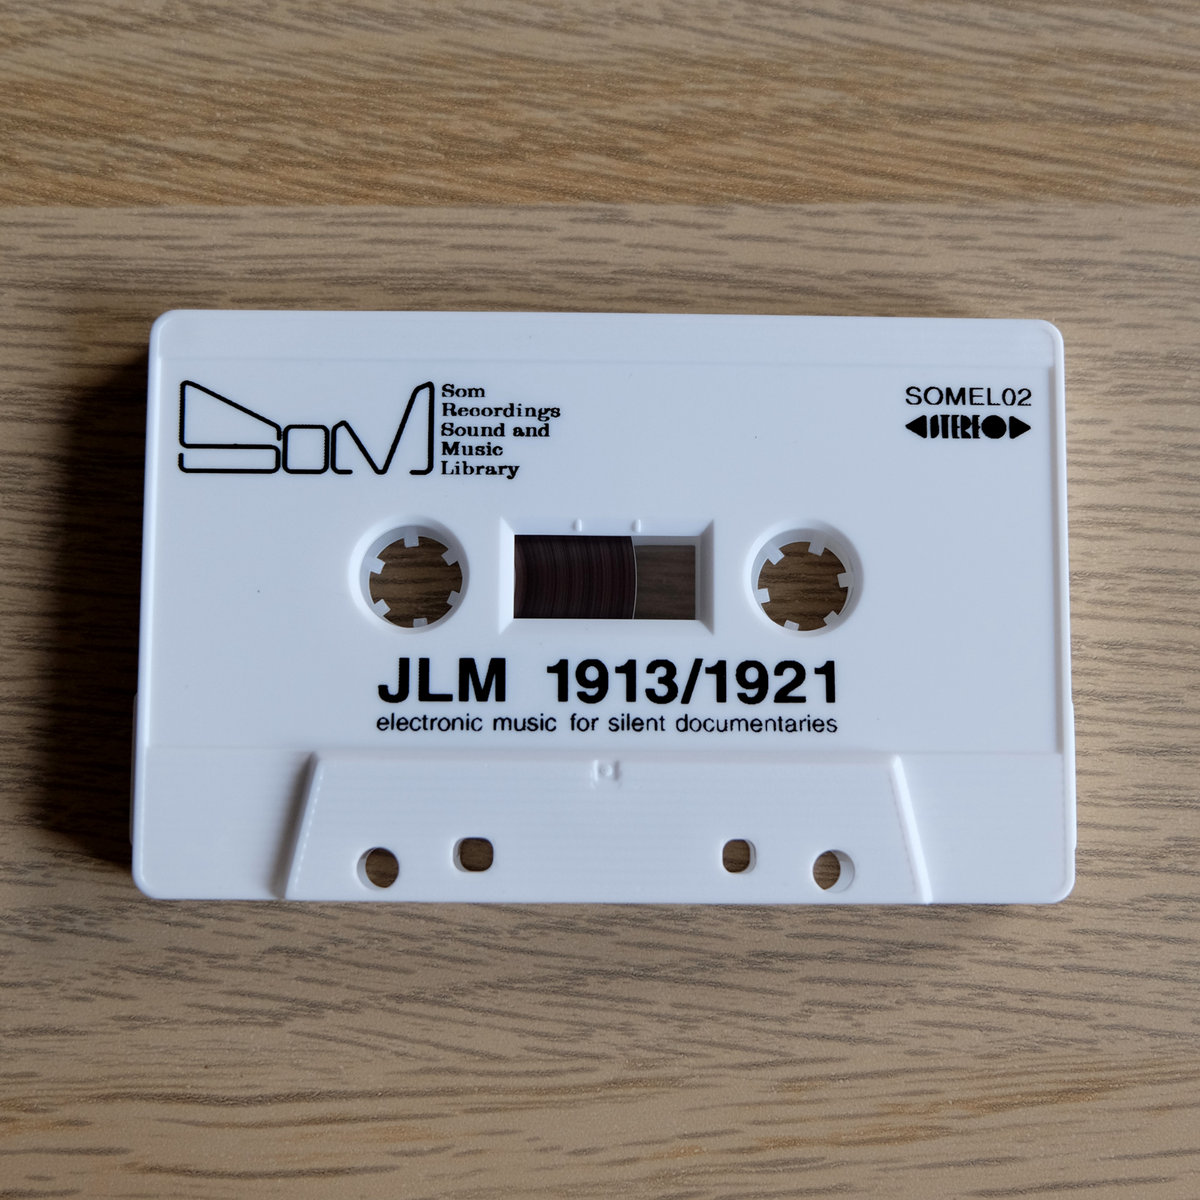 Som
Som
Recordings
Sound and
Music
Library
SOMEL02
STEREO
JLM 1913/1921
electronic music for silent documentaries